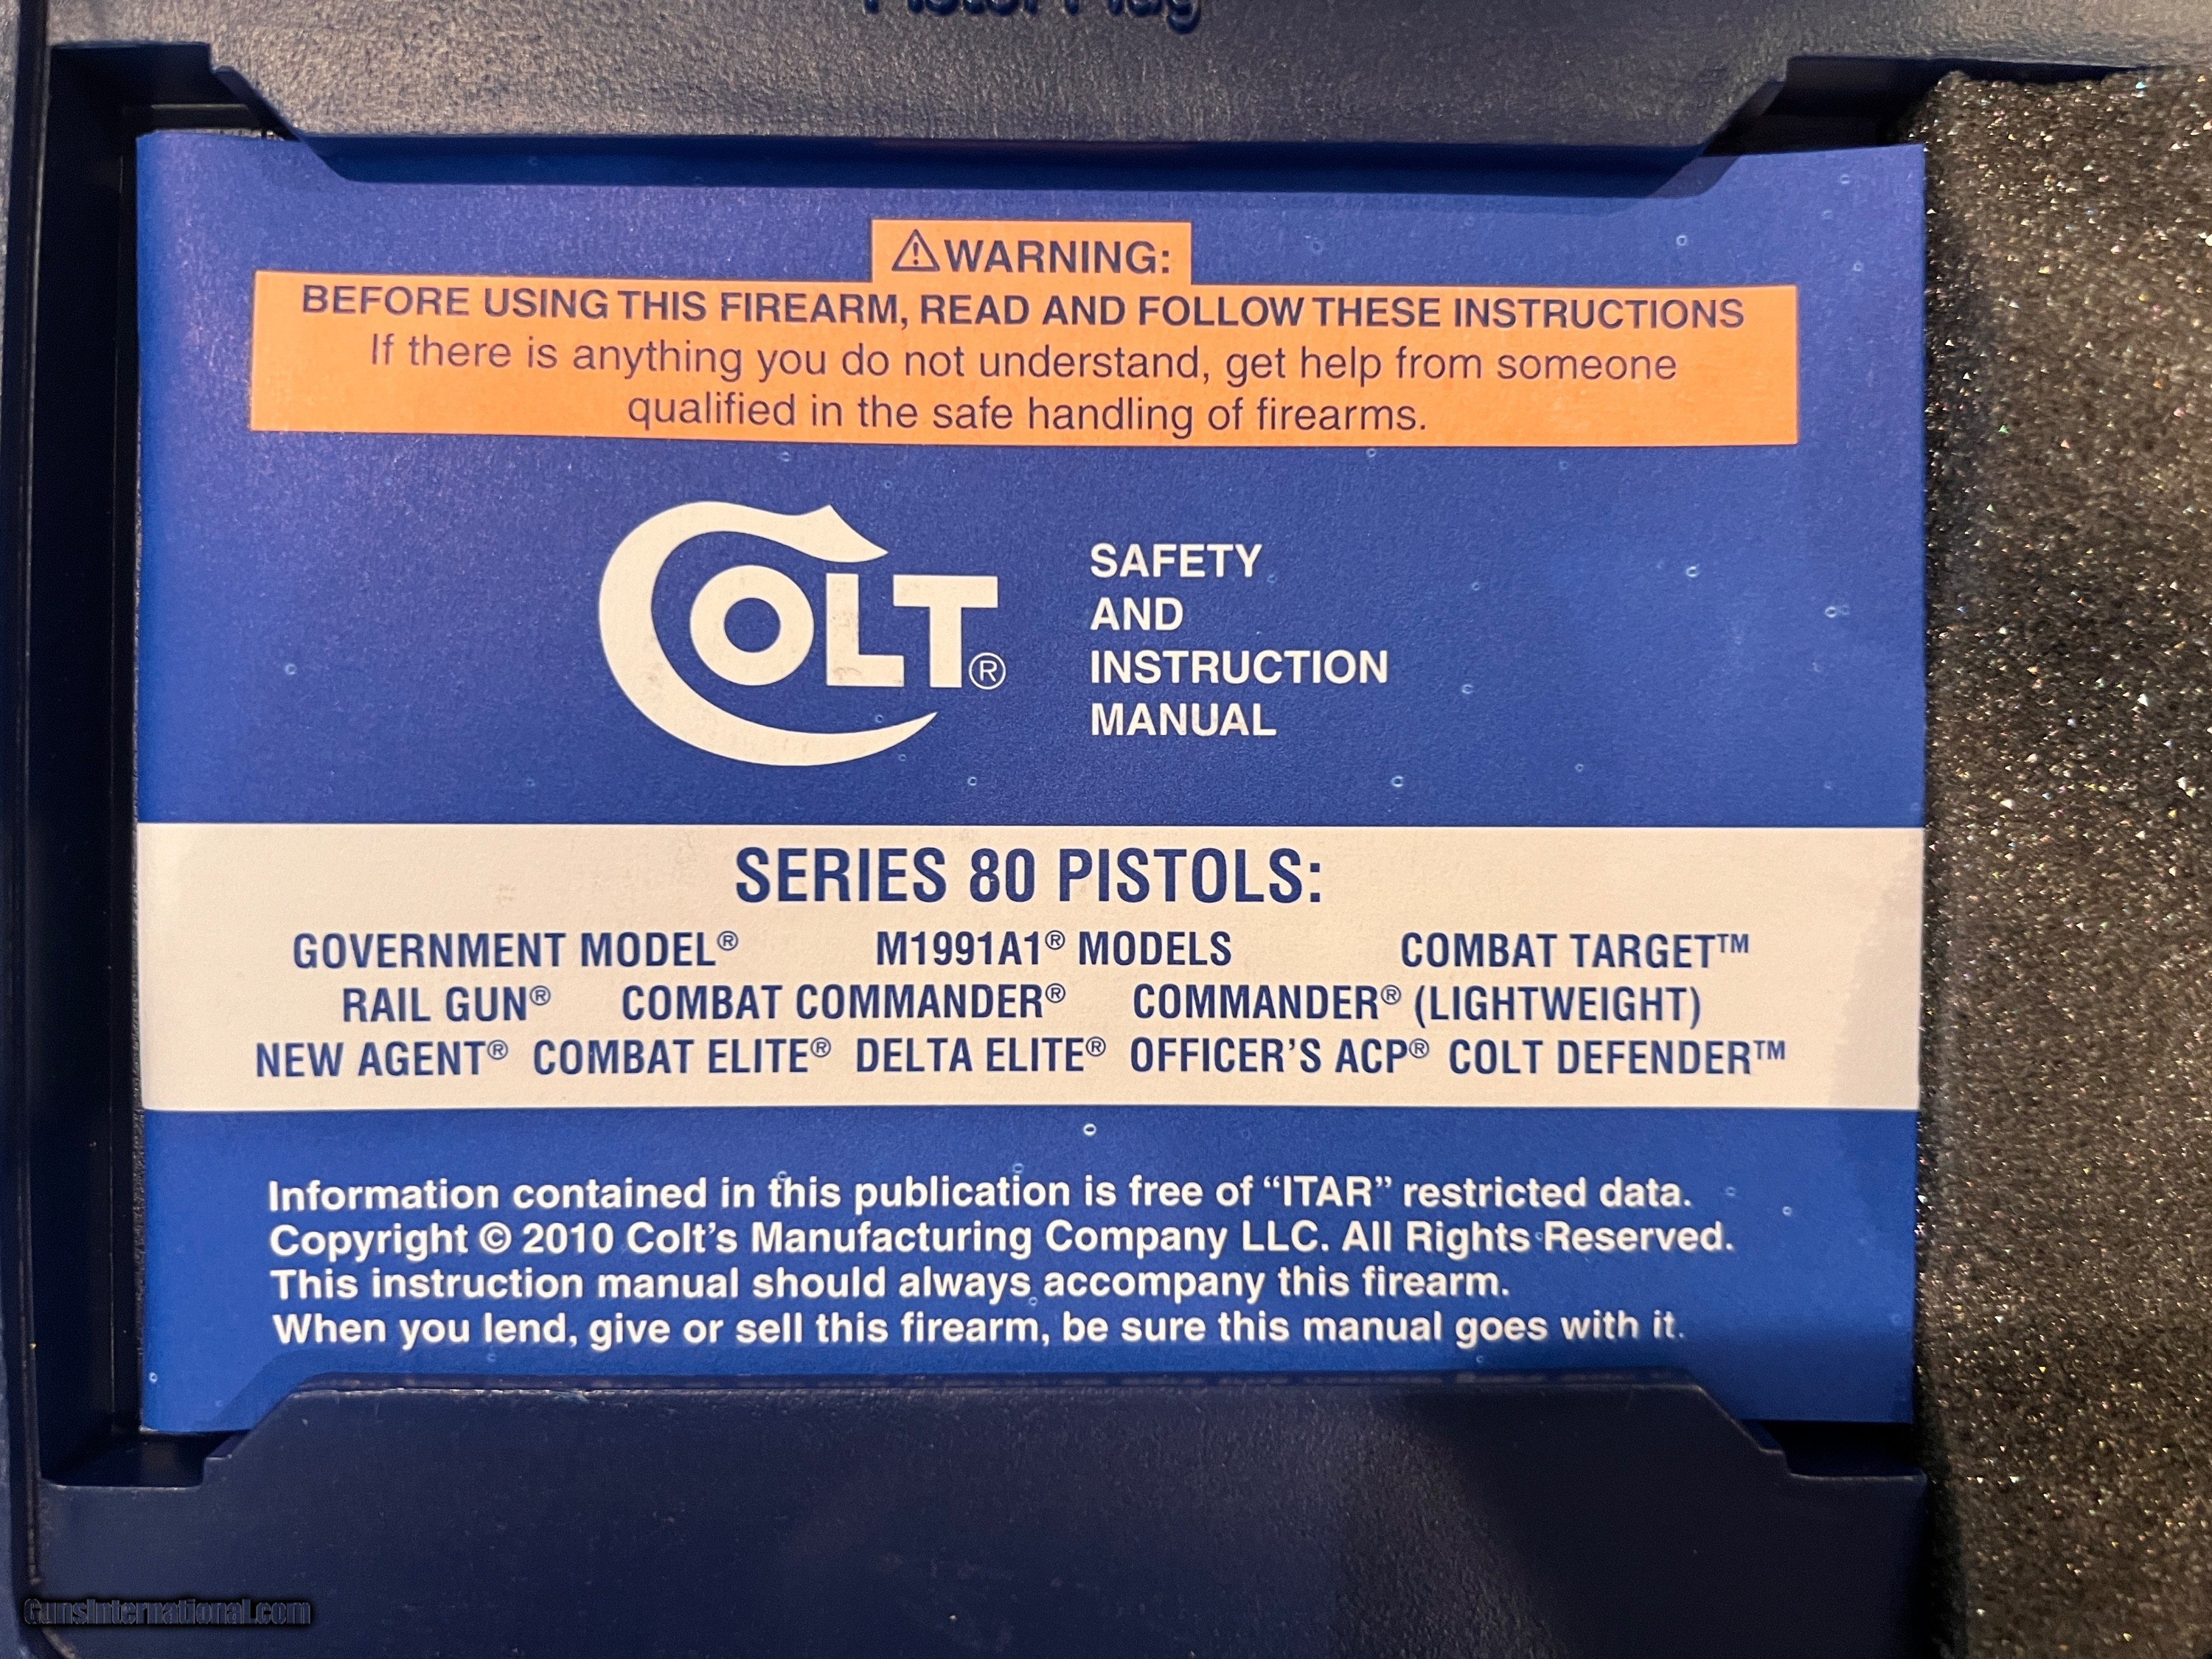 ⚠WARNING:
BEFORE USING THIS FIREARM, READ AND FOLLOW THESE INSTRUCTIONS
If there is anything you do not understand, get help from someone
qualified in the safe handling of firearms.
COLT®
SAFETY
AND
INSTRUCTION
MANUAL
SERIES 80 PISTOLS:
GOVERNMENT MODEL® M1991A1® MODELS COMBAT TARGET™
RAIL GUN® COMBAT COMMANDER® COMMANDER® (LIGHTWEIGHT)
NEW AGENT® COMBAT ELITE® DELTA ELITE® OFFICER'S ACP® COLT DEFENDER™
Information contained in this publication is free of “ITAR” restricted data.
Copyright © 2010 Colt's Manufacturing Company LLC. All Rights Reserved.
This instruction manual should always accompany this firearm.
When you lend, give or sell this firearm, be sure this manual goes with it.
GunsInternational.com